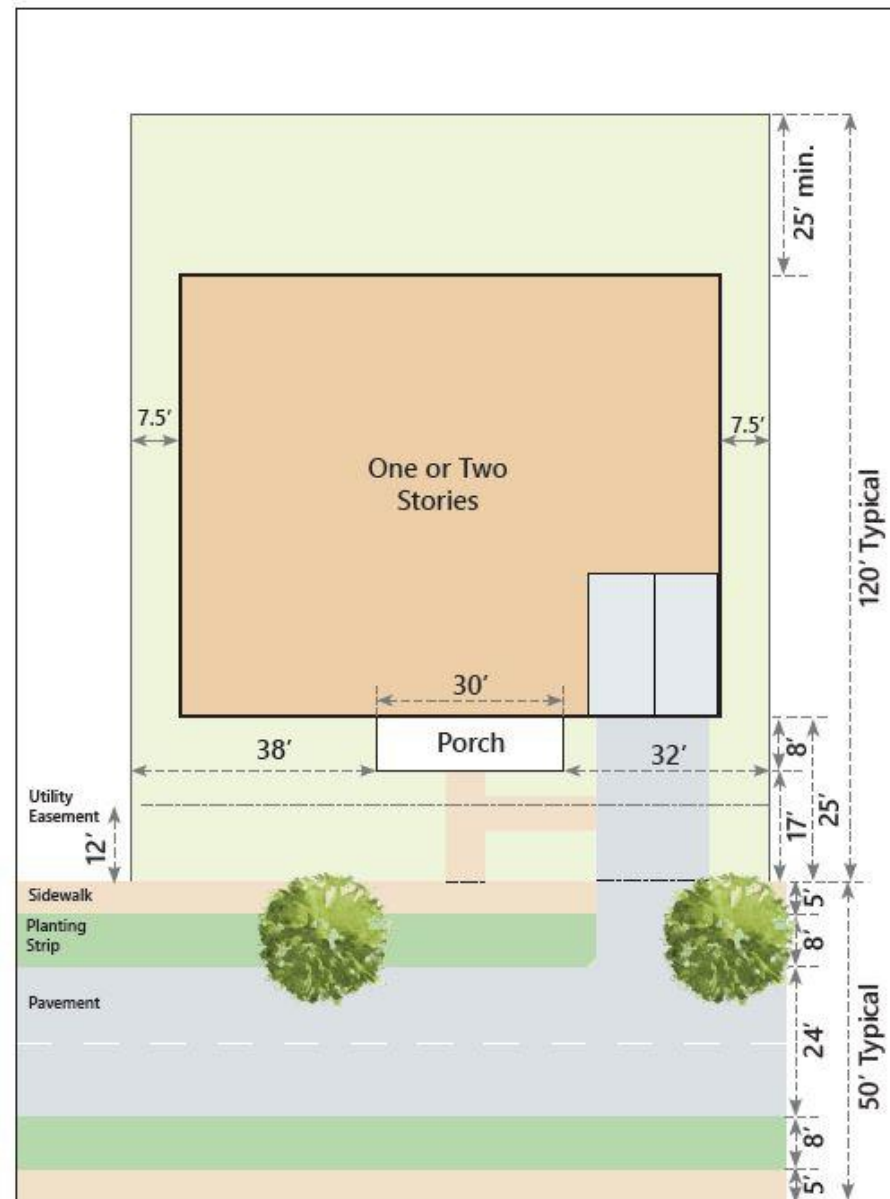 25’ min.
7.5’
7.5’
One or Two
Stories
120’ Typical
30’
Porch
38’
32’
8’
25’
17’
Utility
Easement
12’
Sidewalk
5’
Planting
Strip
8’
Pavement
24’
50’ Typical
8’
5’